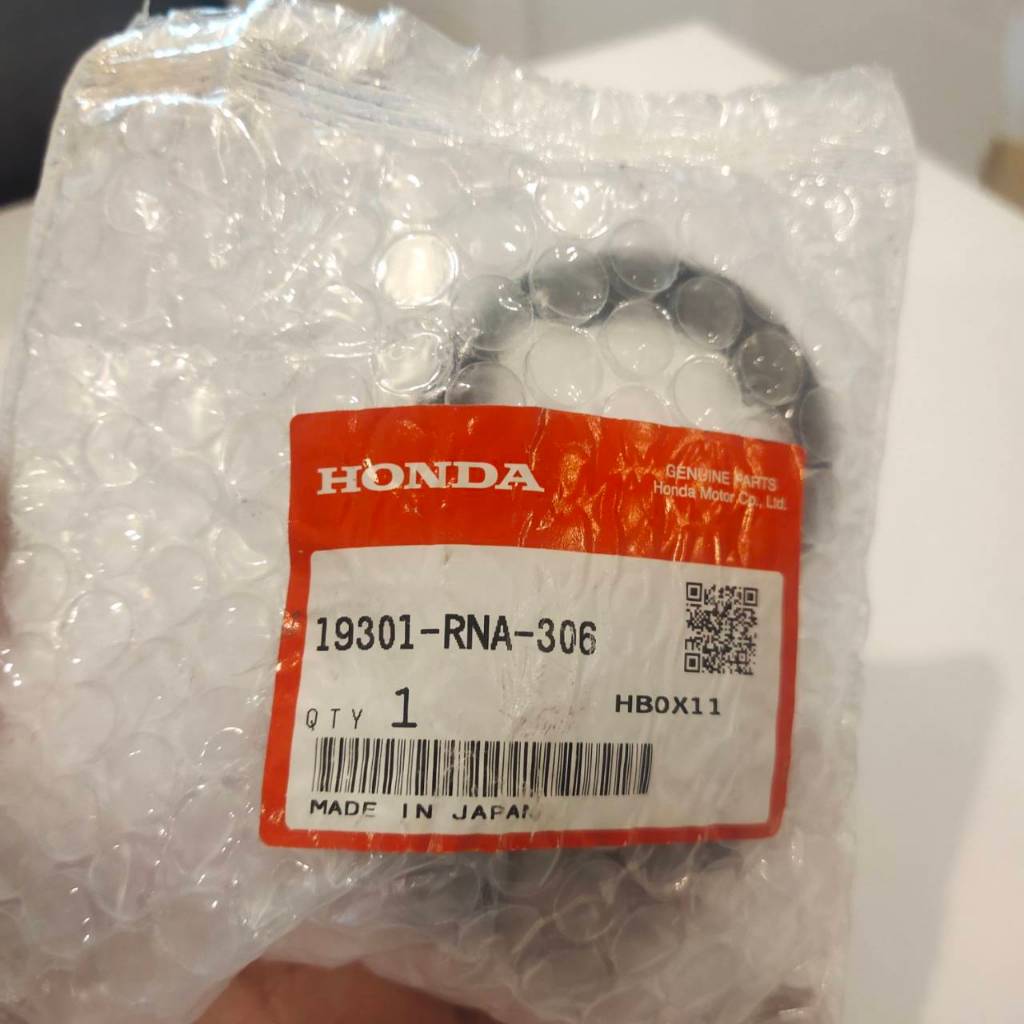 HONDA
GENUINE PARTS
Honda Motor Co., Ltd.
19301-RNA-306
QTY 1
HB0X11
MADE IN JAPAN